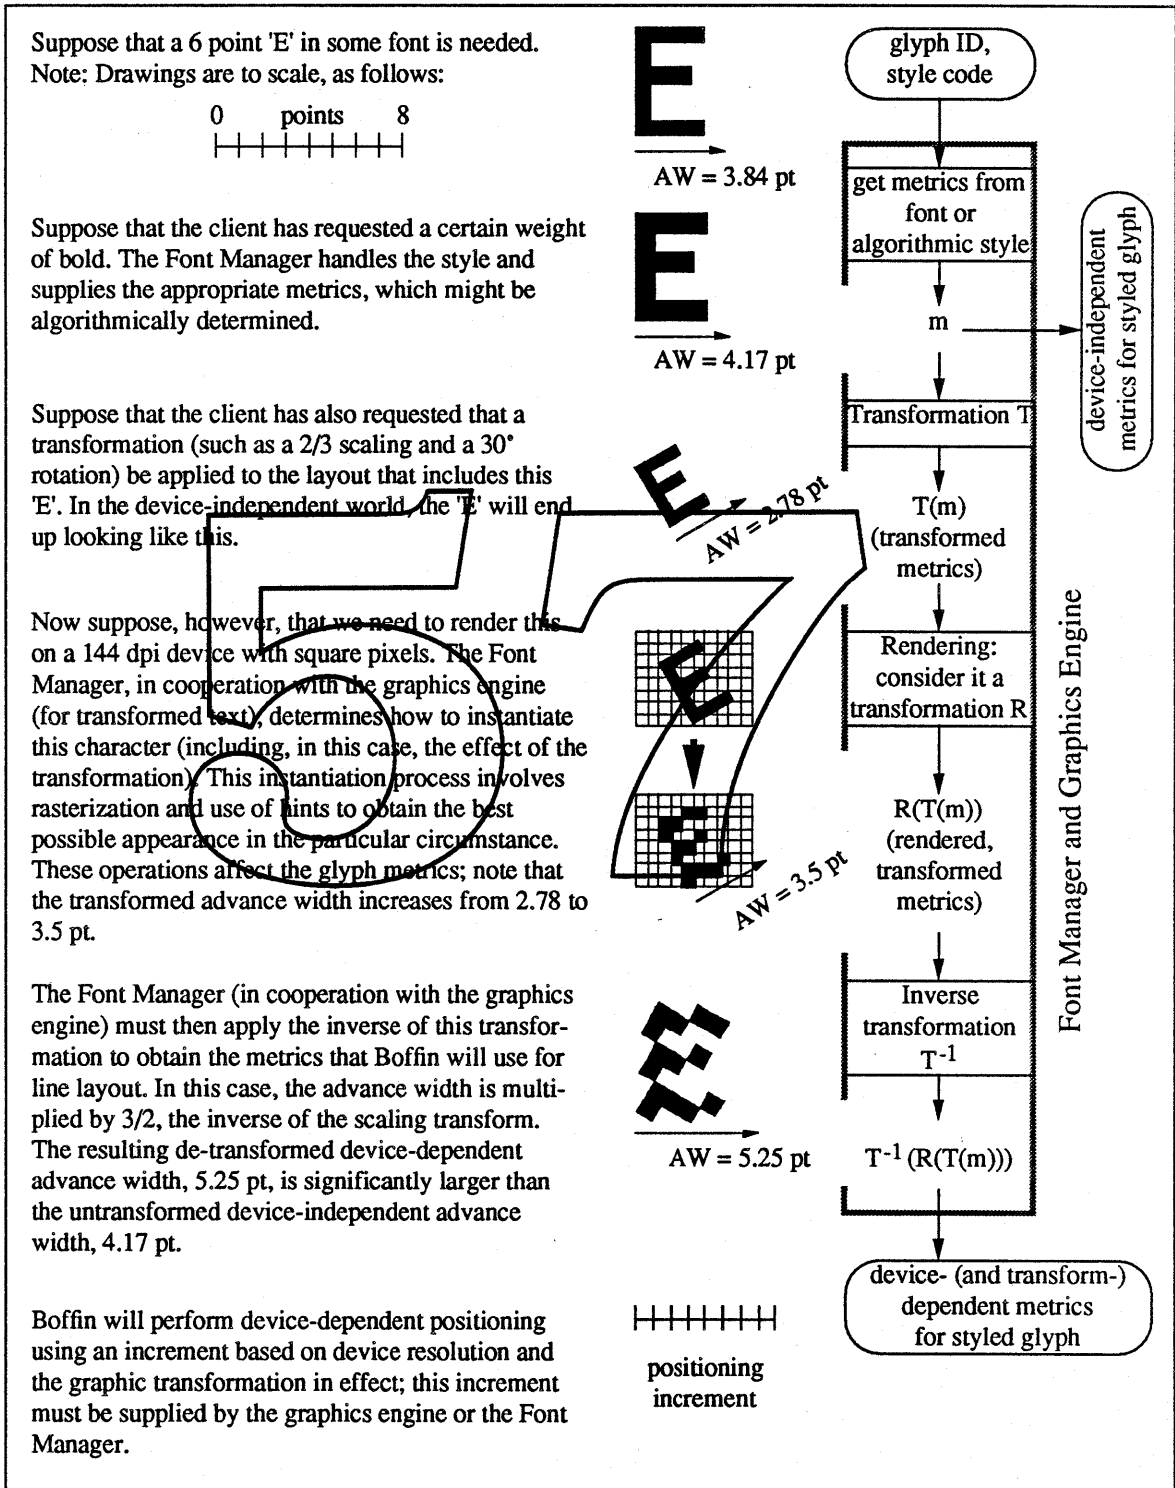 Suppose that a 6 point 'E' in some font is needed.
Note: Drawings are to scale, as follows:
0 points 8
E
AW = 3.84 pt
Suppose that the client has requested a certain weight
of bold. The Font Manager handles the style and
supplies the appropriate metrics, which might be
algorithmically determined.
E
AW = 4.17 pt
Suppose that the client has also requested that a
transformation (such as a 2/3 scaling and a 30°
rotation) be applied to the layout that includes this
'E'. In the device-independent world, the 'E' will end
up looking like this.
E
AW = 2.78 pt
57
Now suppose, however, that we need to render this
on a 144 dpi device with square pixels. The Font
Manager, in cooperation with the graphics engine
(for transformed text), determines how to instantiate
this character (including, in this case, the effect of the
transformation). This instantiation process involves
rasterization and use of hints to obtain the best
possible appearance in the particular circumstance.
These operations affect the glyph metrics; note that
the transformed advance width increases from 2.78 to
3.5 pt.
E
E
AW = 3.5 pt
The Font Manager (in cooperation with the graphics
engine) must then apply the inverse of this transfor-
mation to obtain the metrics that Boffin will use for
line layout. In this case, the advance width is multi-
plied by 3/2, the inverse of the scaling transform.
The resulting de-transformed device-dependent
advance width, 5.25 pt, is significantly larger than
the untransformed device-independent advance
width, 4.17 pt.
E
AW = 5.25 pt
Boffin will perform device-dependent positioning
using an increment based on device resolution and
the graphic transformation in effect; this increment
must be supplied by the graphics engine or the Font
Manager.
positioning
increment
glyph ID,
style code
get metrics from
font or
algorithmic style
m
device-independent
metrics for styled glyph
Transformation T
T(m)
(transformed
metrics)
Rendering:
consider it a
transformation R
R(T(m))
(rendered,
transformed
metrics)
Inverse
transformation
T-1
T-1 (R(T(m)))
Font Manager and Graphics Engine
device- (and transform-)
dependent metrics
for styled glyph